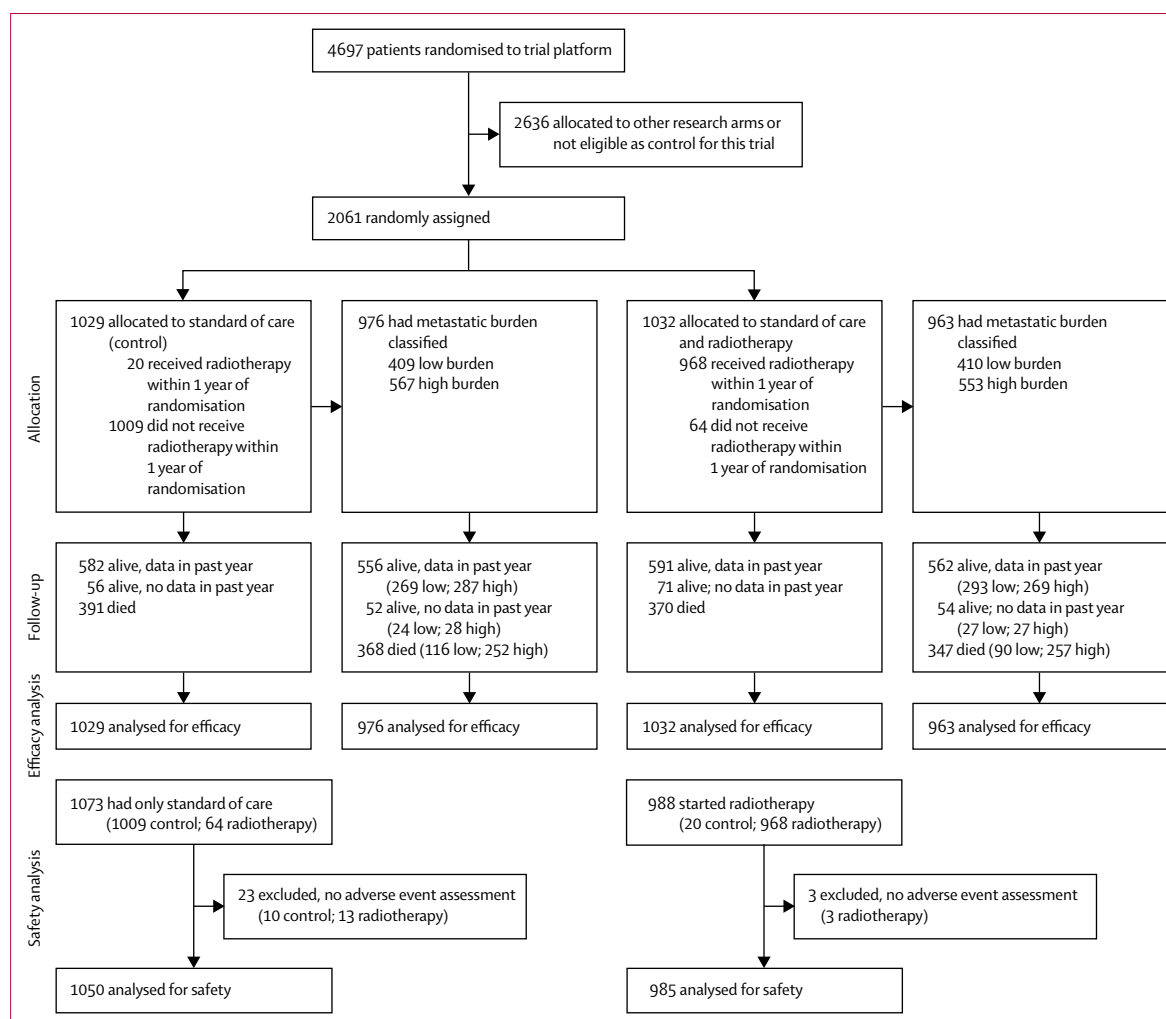 4697 patients randomised to trial platform
2636 allocated to other research arms or
not eligible as control for this trial
2061 randomly assigned
Allocation
1029 allocated to standard of care
(control)
20 received radiotherapy
within 1 year of
randomisation
1009 did not receive
radiotherapy within
1 year of
randomisation
976 had metastatic burden
classified
409 low burden
567 high burden
1032 allocated to standard of care
and radiotherapy
968 received radiotherapy
within 1 year of
randomisation
64 did not receive
radiotherapy within
1 year of randomisation
963 had metastatic burden
classified
410 low burden
553 high burden
Follow-up
582 alive, data in past year
56 alive, no data in past year
391 died
556 alive, data in past year
(269 low; 287 high)
52 alive, no data in past year
(24 low; 28 high)
368 died (116 low; 252 high)
591 alive, data in past year
71 alive; no data in past year
370 died
562 alive, data in past year
(293 low; 269 high)
54 alive; no data in past year
(27 low; 27 high)
347 died (90 low; 257 high)
Efficacy analysis
1029 analysed for efficacy
976 analysed for efficacy
1032 analysed for efficacy
963 analysed for efficacy
Safety analysis
1073 had only standard of care
(1009 control; 64 radiotherapy)
988 started radiotherapy
(20 control; 968 radiotherapy)
23 excluded, no adverse event assessment
(10 control; 13 radiotherapy)
3 excluded, no adverse event assessment
(3 radiotherapy)
1050 analysed for safety
985 analysed for safety